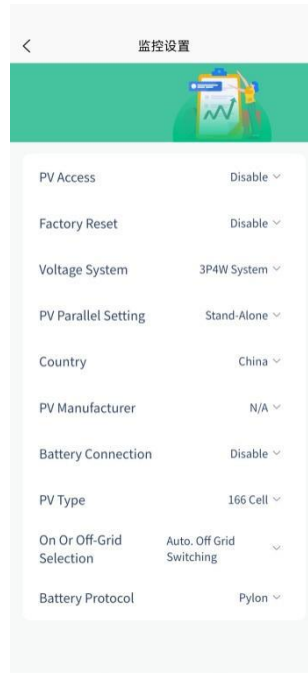 监控设置
PV Access Disable
Factory Reset Disable
Voltage System 3P4W System
PV Parallel Setting Stand-Alone
Country China
PV Manufacturer N/A
Battery Connection Disable
PV Type 166 Cell
On Or Off-Grid Auto. Off Grid
Selection Switching
Battery Protocol Pylon